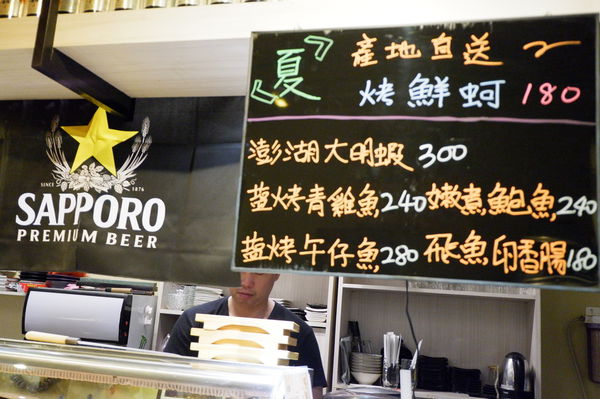 SINCE 1876
SAPPORO
PREMIUM BEER
夏
產地直送
烤鮮蚵 180
澎湖大明蝦 300
鹽烤青雞魚 240 嫩煮鮑魚 240
鹽烤午仔魚 280 飛魚卵香腸 180